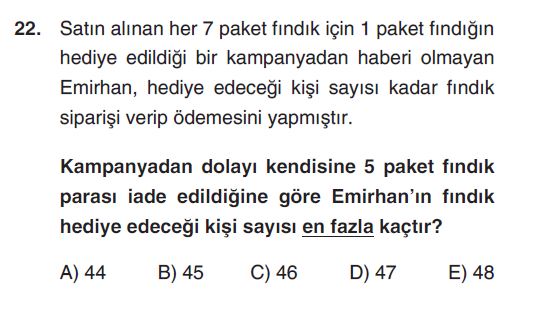 22. Satın alınan her 7 paket fındık için 1 paket fındığın
hediye edildiği bir kampanyadan haberi olmayan
Emirhan, hediye edeceği kişi sayısı kadar fındık
siparişi verip ödemesini yapmıştır.
Kampanyadan dolayı kendisine 5 paket fındık
parası iade edildiğine göre Emirhan’ın fındık
hediye edeceği kişi sayısı en fazla kaçtır?
A) 44 B) 45 C) 46 D) 47 E) 48